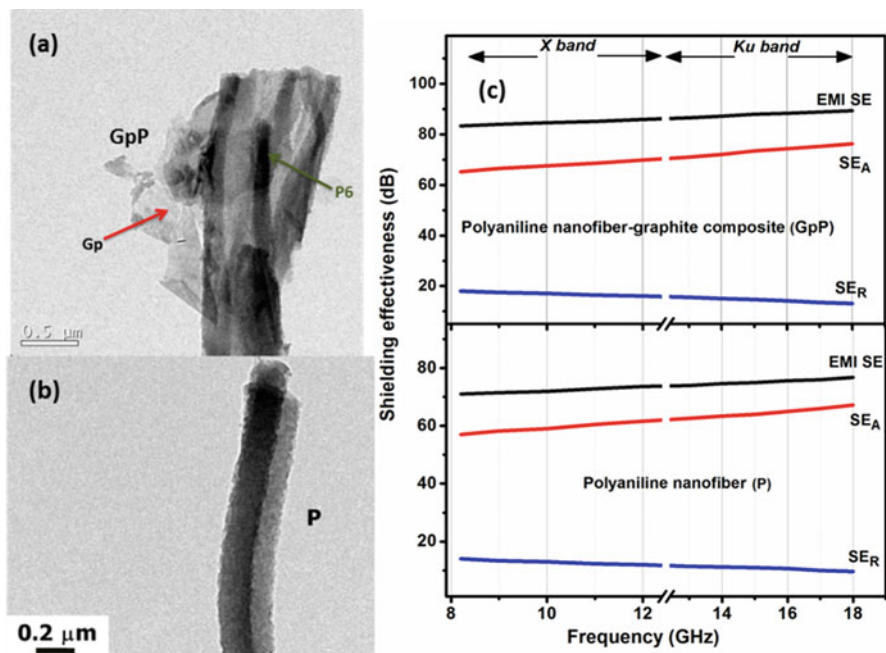 (a)
GpP
P6
Gp
0.5 μm
(b)
P
0.2 μm
(c)
X band
Ku band
Shielding effectiveness (dB)
100
80
60
40
20
EMI SE
SE_A
Polyaniline nanofiber-graphite composite (GpP)
SE_R
80
60
40
20
EMI SE
SE_A
Polyaniline nanofiber (P)
SE_R
8 10 12 14 16 18
Frequency (GHz)